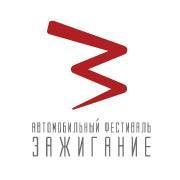 АВТОМОБИЛЬНЫЙ ФЕСТИВАЛЬ
ЗАЖИГАНИЕ